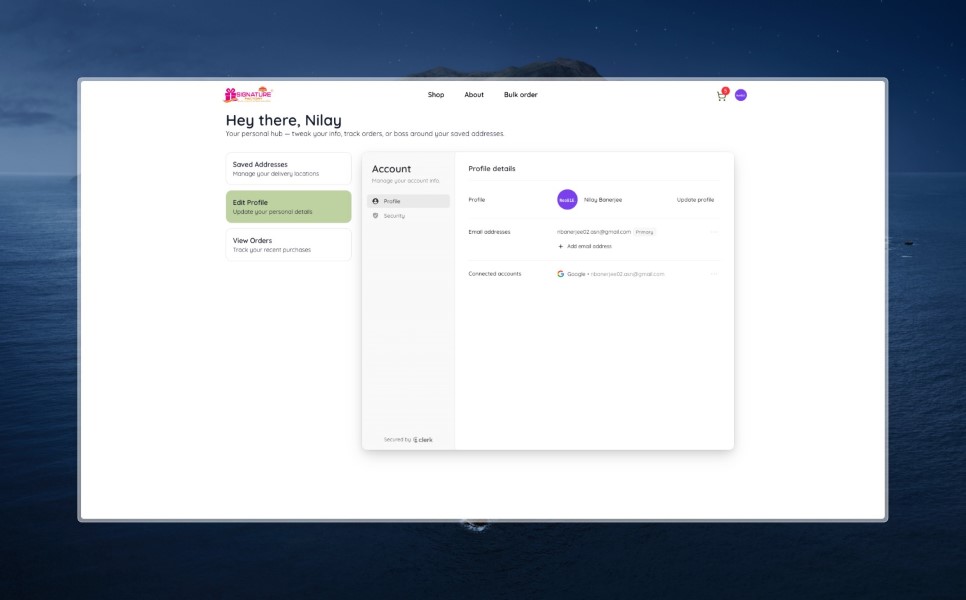 SIGNATURE
Shop
About
Bulk order
Hey there, Nilay
Your personal hub — tweak your info, track orders, or boss around your saved addresses.
Saved Addresses
Manage your delivery locations
Edit Profile
Update your personal details
View Orders
Track your recent purchases
Account
Manage your account info.
Profile
Security
Secured by clerk
Profile details
Profile
Nilay Banerjee
Update profile
Email addresses
nbanerjee02.asn@gmail.com Primary
+ Add email address
Connected accounts
Google • nbanerjee02.asn@gmail.com